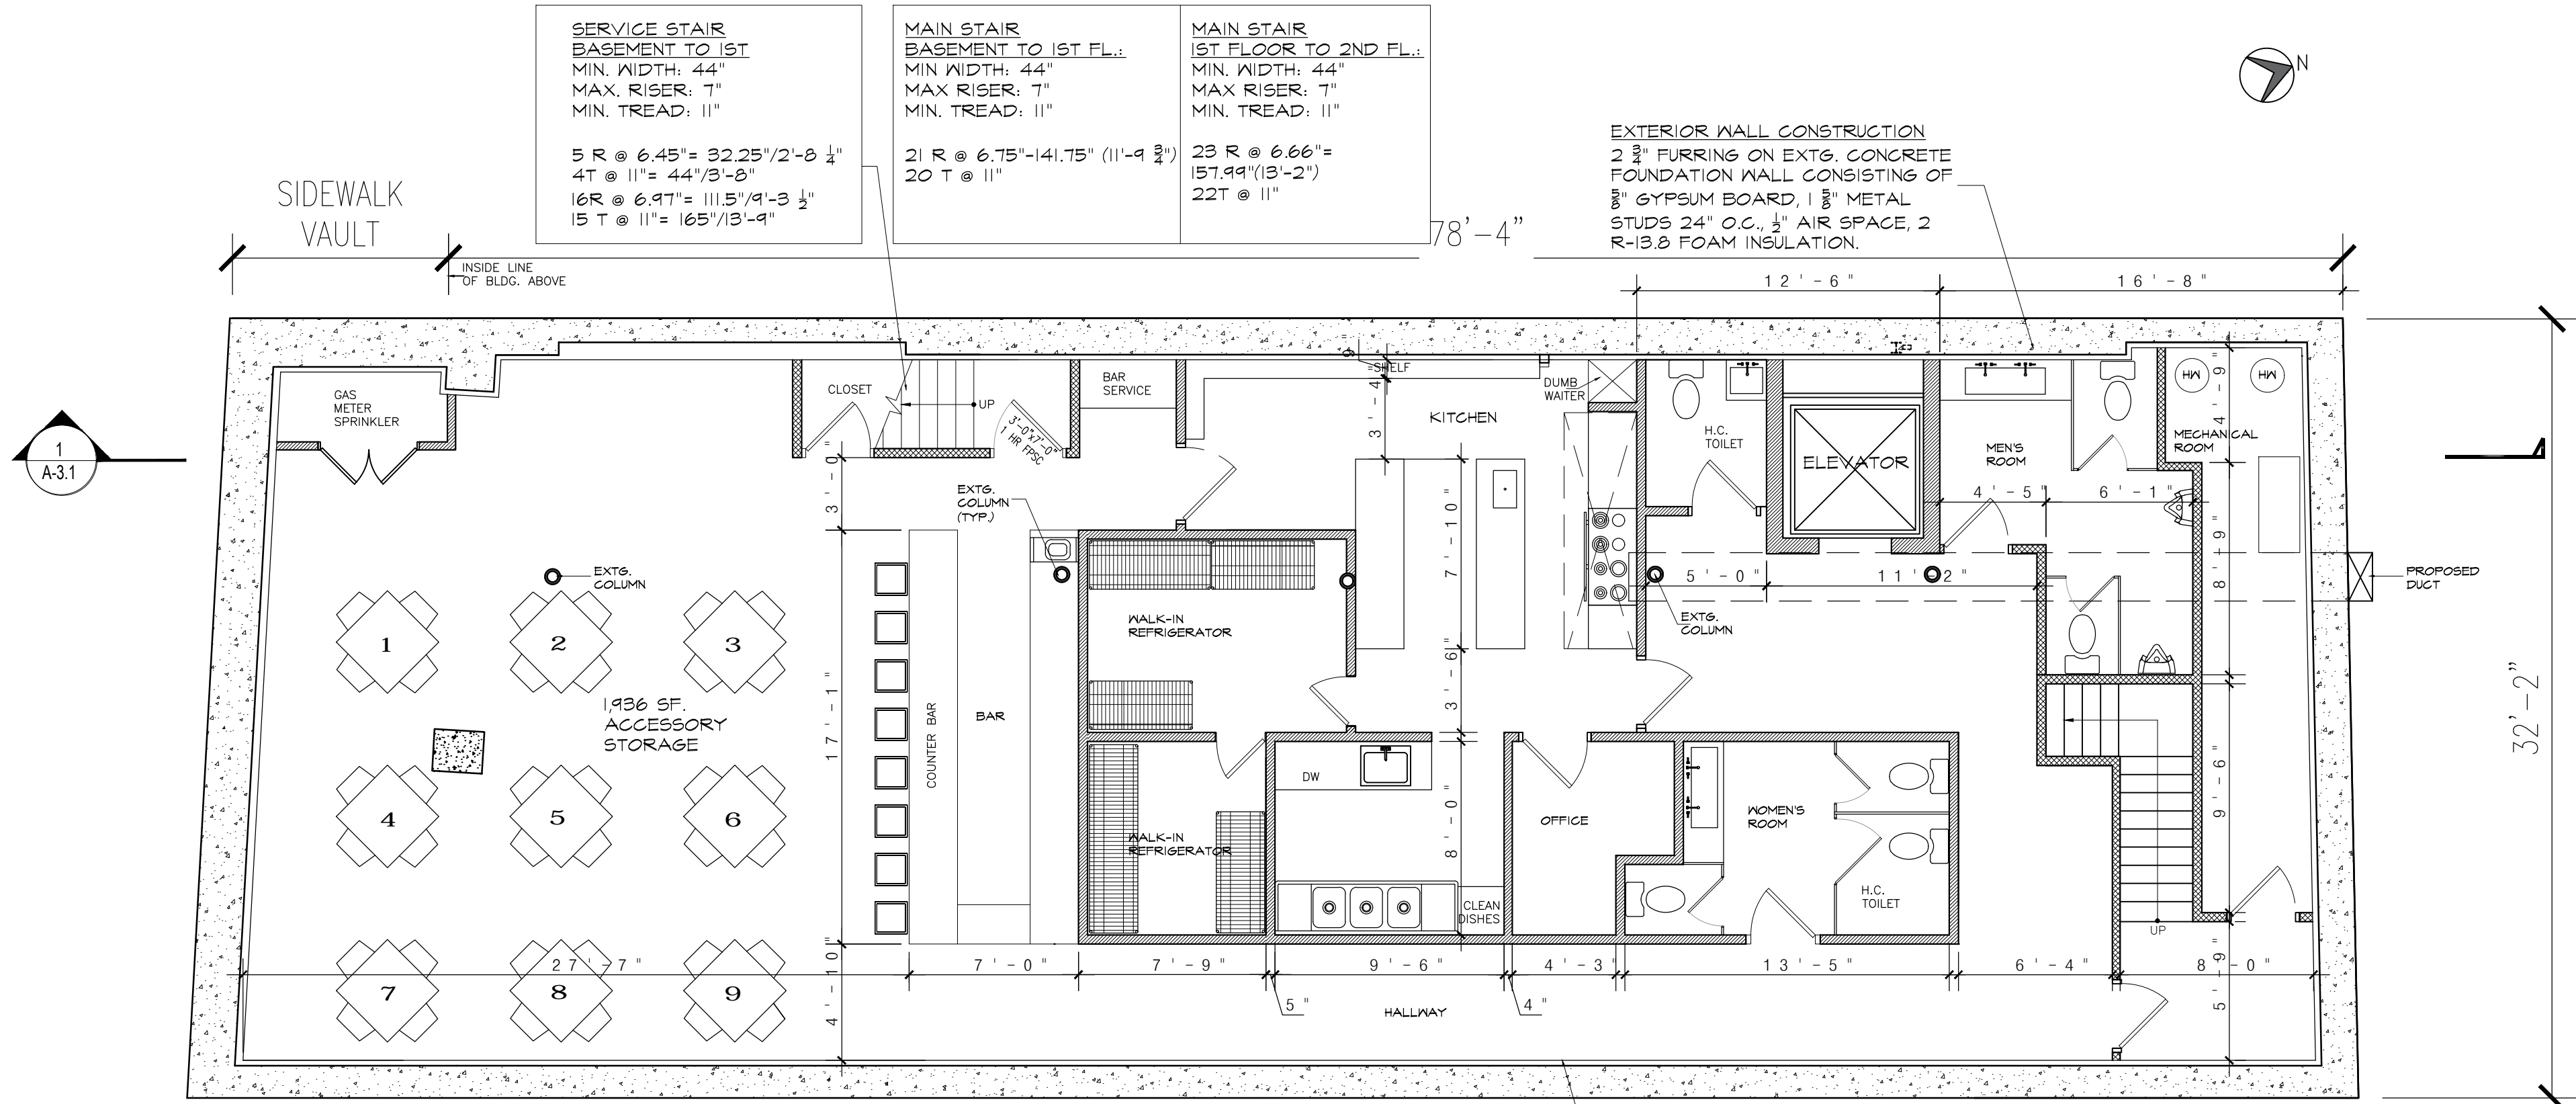 SERVICE STAIR
BASEMENT TO 1ST
MIN. WIDTH: 44"
MAX. RISER: 7"
MIN. TREAD: 11"
5 R @ 6.45"= 32.25"/2'-8 1/4"
4T @ 11"= 44"/3'-8"
16R @ 6.97"= 111.5"/9'-3 1/2"
15 T @ 11"= 165"/13'-9"
MAIN STAIR
BASEMENT TO 1ST FL.:
MIN WIDTH: 44"
MAX RISER: 7"
MIN. TREAD: 11"
21 R @ 6.75"-141.75" (11'-9 3/4")
20 T @ 11"
MAIN STAIR
1ST FLOOR TO 2ND FL.:
MIN. WIDTH: 44"
MAX RISER: 7"
MIN. TREAD: 11"
23 R @ 6.66"=
157.99"(13'-2")
22T @ 11"
N
EXTERIOR WALL CONSTRUCTION
2 3/4" FURRING ON EXTG. CONCRETE
FOUNDATION WALL CONSISTING OF
5/8" GYPSUM BOARD, 1 5/8" METAL
STUDS 24" O.C., 1/2" AIR SPACE, 2
R-13.8 FOAM INSULATION.
SIDEWALK
VAULT
78'-4"
INSIDE LINE
OF BLDG. ABOVE
12'-6"
16'-8"
GAS
METER
SPRINKLER
CLOSET
UP
3'-0"x7'-0"
1 HR FPSC
BAR
SERVICE
6"
=SHELF
3'-4"
KITCHEN
DUMB
WAITER
H.C.
TOILET
ELEVATOR
MEN'S
ROOM
HW
HW
MECHANICAL
ROOM
4'-9"
1
A-3.1
3'-0"
EXTG.
COLUMN
(TYP.)
7'-10"
4'-5"
6'-1"
8'-9"
EXTG.
COLUMN
5'-0"
11'-2"
PROPOSED
DUCT
EXTG.
COLUMN
WALK-IN
REFRIGERATOR
1
2
3
3'-6"
32'-2"
1,936 SF.
ACCESSORY
STORAGE
17'-1"
COUNTER BAR
BAR
DW
4
5
6
WALK-IN
REFRIGERATOR
8'-0"
OFFICE
WOMEN'S
ROOM
9'-6"
H.C.
TOILET
CLEAN
DISHES
UP
27'-7"
7'-0"
7'-9"
9'-6"
4'-3"
13'-5"
6'-4"
8'-0"
7
8
9
4'-10"
5"
4"
HALLWAY
5'-9"